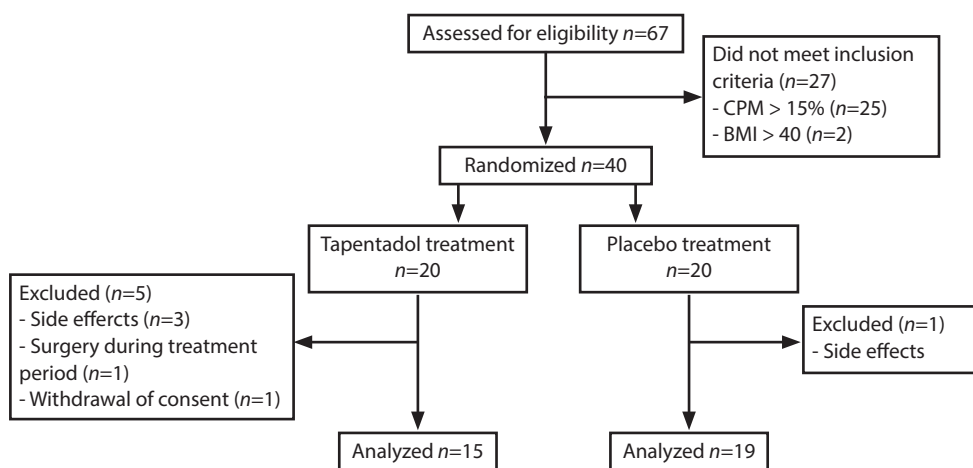 Assessed for eligibility n=67
Did not meet inclusion
criteria (n=27)
- CPM > 15% (n=25)
- BMI > 40 (n=2)
Randomized n=40
Tapentadol treatment
n=20
Placebo treatment
n=20
Excluded (n=5)
- Side effercts (n=3)
- Surgery during treatment
period (n=1)
- Withdrawal of consent (n=1)
Excluded (n=1)
- Side effects
Analyzed n=15
Analyzed n=19